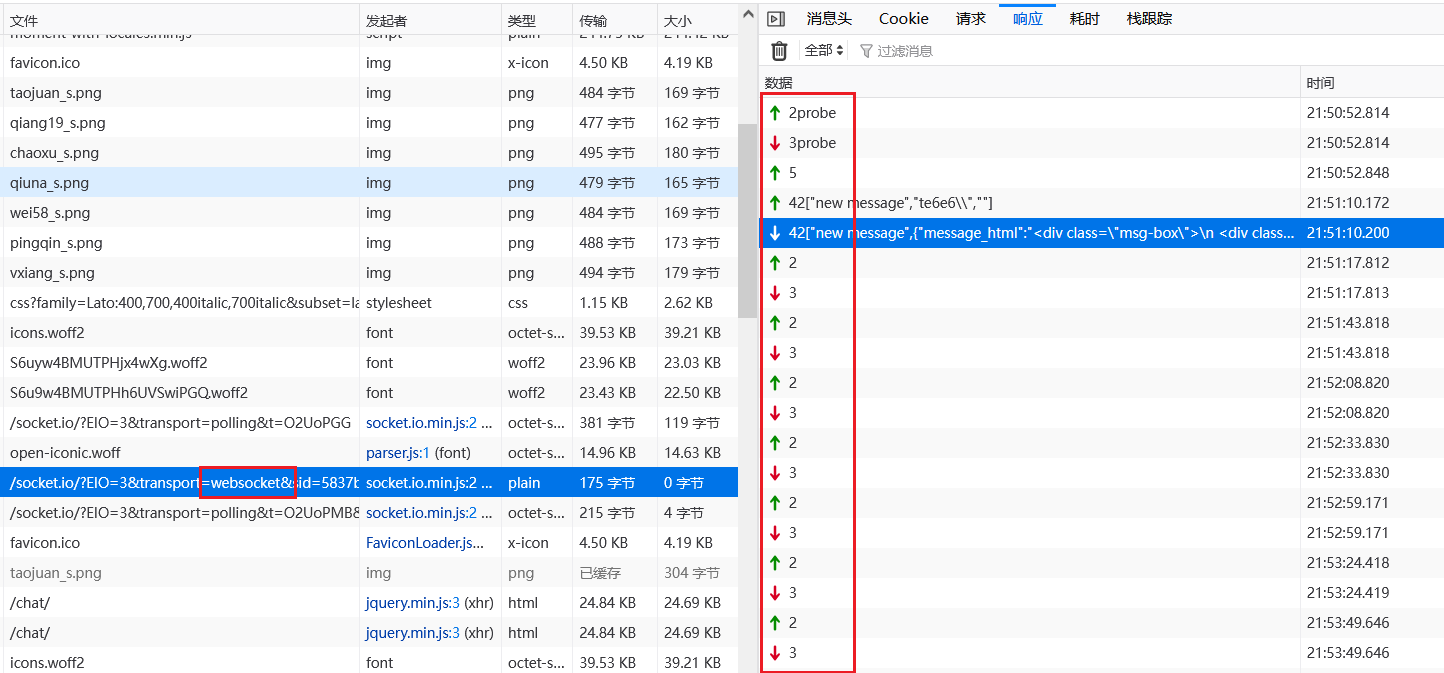 文件 发起者 类型 传输 大小
moment-with-locales.min.js script plain 244.79 KB 244.42 KB
favicon.ico img x-icon 4.50 KB 4.19 KB
taojuan_s.png img png 484 字节 169 字节
qiang19_s.png img png 477 字节 162 字节
chaoxu_s.png img png 495 字节 180 字节
qiuna_s.png img png 479 字节 165 字节
wei58_s.png img png 484 字节 169 字节
pingqin_s.png img png 488 字节 173 字节
vxiang_s.png img png 494 字节 179 字节
css?family=Lato:400,700,400italic,700italic&subset=la stylesheet css 1.15 KB 2.62 KB
icons.woff2 font octet-s... 39.53 KB 39.21 KB
S6uyw4BMUTPHjx4wXg.woff2 font woff2 23.96 KB 23.03 KB
S6u9w4BMUTPHh6UVSwiPGQ.woff2 font woff2 23.43 KB 22.50 KB
/socket.io/?EIO=3&transport=polling&t=O2UoPGG socket.io.min.js:2 ... octet-s... 381 字节 119 字节
open-iconic.woff parser.js:1 (font) octet-s... 14.96 KB 14.63 KB
/socket.io/?EIO=3&transport=websocket&sid=5837b socket.io.min.js:2 ... plain 175 字节 0 字节
/socket.io/?EIO=3&transport=polling&t=O2UoPMB& socket.io.min.js:2 ... octet-s... 215 字节 4 字节
favicon.ico FaviconLoader.js... x-icon 4.50 KB 4.19 KB
taojuan_s.png img png 已缓存 304 字节
/chat/ jquery.min.js:3 (xhr) html 24.84 KB 24.69 KB
/chat/ jquery.min.js:3 (xhr) html 24.84 KB 24.69 KB
icons.woff2 font octet-s... 39.53 KB 39.21 KB
消息头 Cookie 请求 响应 耗时 栈跟踪
全部 过滤消息
数据 时间
2probe 21:50:52.814
3probe 21:50:52.814
5 21:50:52.848
42["new message","te6e6\\",""] 21:51:10.172
42["new message",{"message_html":"<div class=\"msg-box\">\n <div class... 21:51:10.200
2 21:51:17.812
3 21:51:17.813
2 21:51:43.818
3 21:51:43.818
2 21:52:08.820
3 21:52:08.820
2 21:52:33.830
3 21:52:33.830
2 21:52:59.171
3 21:52:59.171
2 21:53:24.418
3 21:53:24.419
2 21:53:49.646
3 21:53:49.646